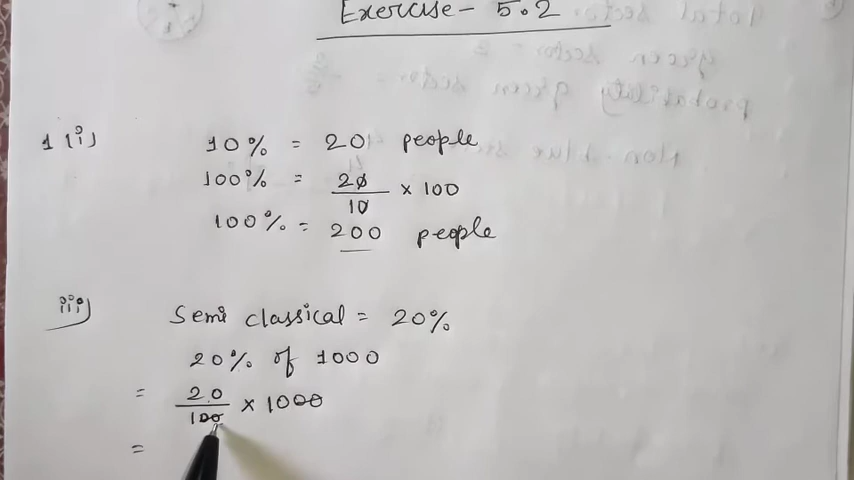 Exercise - 5.2
1 (i) 10% = 20 people
100% = 20/10 × 100
100% = 200 people
iii) Semi classical = 20%
20% of 1000
= 20/100 × 1000
=